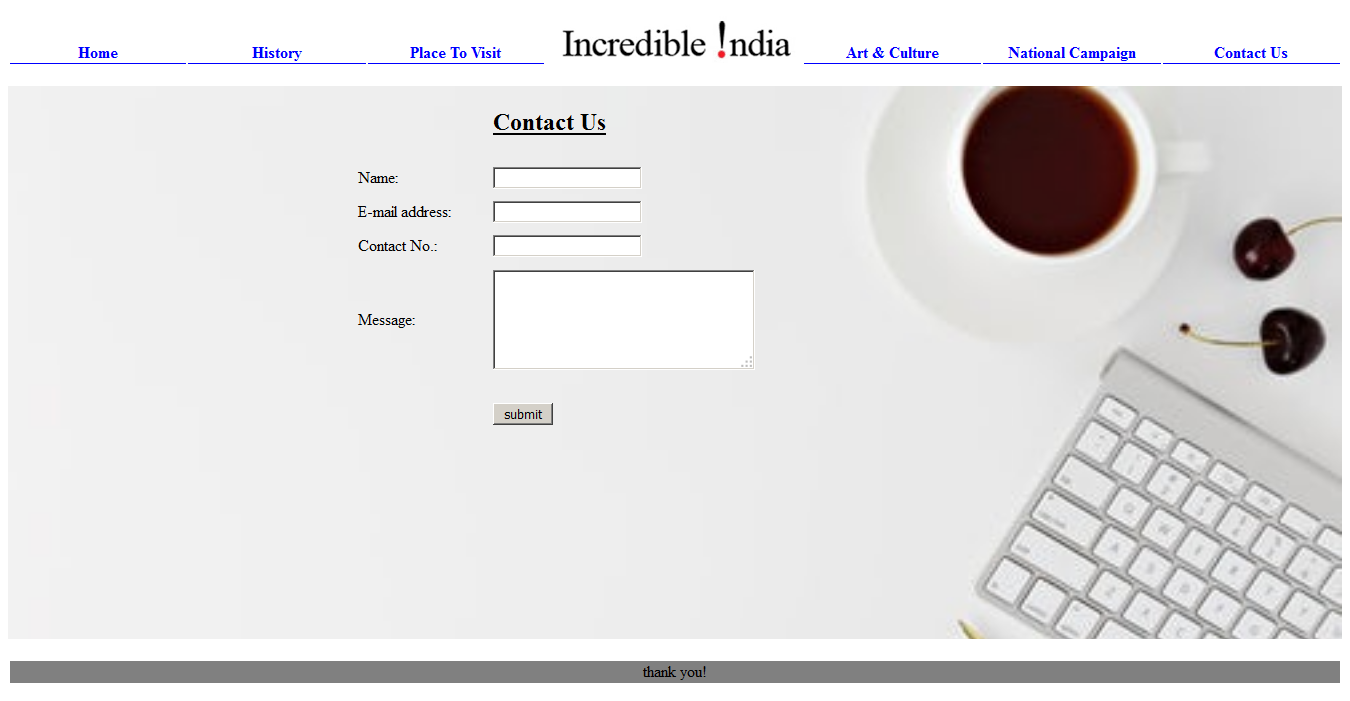 Home History Place To Visit Incredible !ndia Art & Culture National Campaign Contact Us
Contact Us
Name:
E-mail address:
Contact No.:
Message:
submit
thank you!